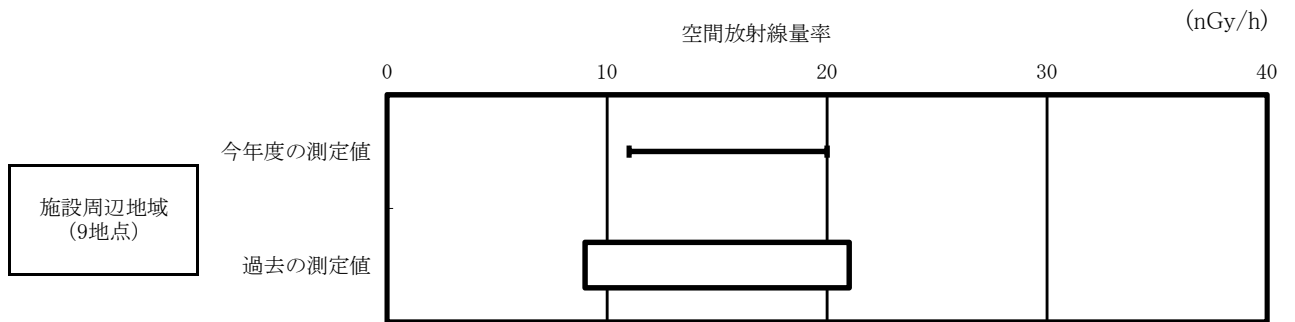 (nGy/h)
空間放射線量率
0 10 20 30 40
今年度の測定値
施設周辺地域
(9地点)
過去の測定値